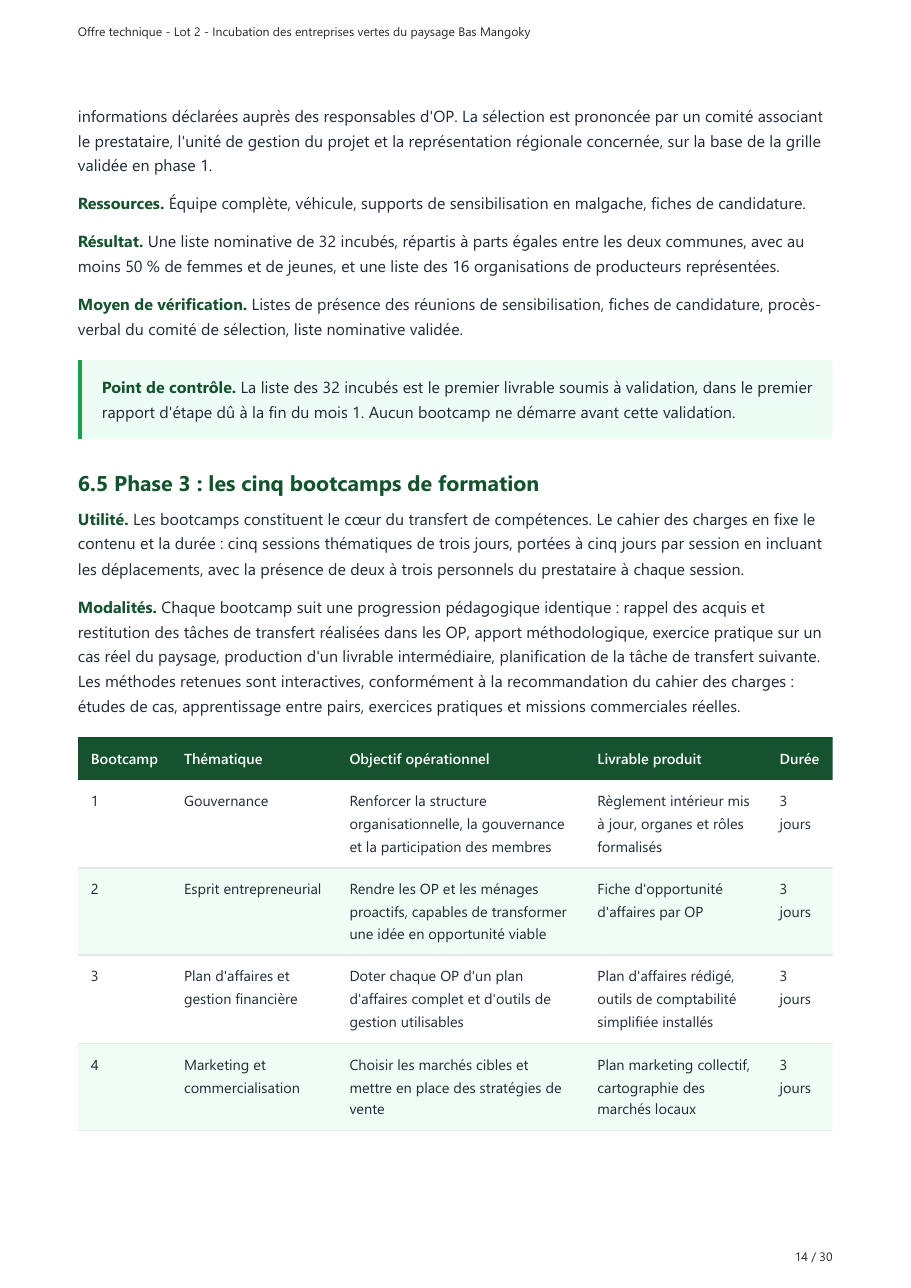 Offre technique - Lot 2 - Incubation des entreprises vertes du paysage Bas Mangoky
informations déclarées auprès des responsables d'OP. La sélection est prononcée par un comité associant
le prestataire, l'unité de gestion du projet et la représentation régionale concernée, sur la base de la grille
validée en phase 1.
Ressources. Équipe complète, véhicule, supports de sensibilisation en malgache, fiches de candidature.
Résultat. Une liste nominative de 32 incubés, répartis à parts égales entre les deux communes, avec au
moins 50 % de femmes et de jeunes, et une liste des 16 organisations de producteurs représentées.
Moyen de vérification. Listes de présence des réunions de sensibilisation, fiches de candidature, procès-
verbal du comité de sélection, liste nominative validée.
Point de contrôle. La liste des 32 incubés est le premier livrable soumis à validation, dans le premier
rapport d'étape dû à la fin du mois 1. Aucun bootcamp ne démarre avant cette validation.
6.5 Phase 3 : les cinq bootcamps de formation
Utilité. Les bootcamps constituent le cœur du transfert de compétences. Le cahier des charges en fixe le
contenu et la durée : cinq sessions thématiques de trois jours, portées à cinq jours par session en incluant
les déplacements, avec la présence de deux à trois personnels du prestataire à chaque session.
Modalités. Chaque bootcamp suit une progression pédagogique identique : rappel des acquis et
restitution des tâches de transfert réalisées dans les OP, apport méthodologique, exercice pratique sur un
cas réel du paysage, production d'un livrable intermédiaire, planification de la tâche de transfert suivante.
Les méthodes retenues sont interactives, conformément à la recommandation du cahier des charges :
études de cas, apprentissage entre pairs, exercices pratiques et missions commerciales réelles.
Bootcamp Thématique Objectif opérationnel Livrable produit Durée
1 Gouvernance Renforcer la structure Règlement intérieur mis 3
organisationnelle, la gouvernance à jour, organes et rôles jours
et la participation des membres formalisés
2 Esprit entrepreneurial Rendre les OP et les ménages Fiche d'opportunité 3
proactifs, capables de transformer d'affaires par OP jours
une idée en opportunité viable
3 Plan d'affaires et Doter chaque OP d'un plan Plan d'affaires rédigé, 3
gestion financière d'affaires complet et d'outils de outils de comptabilité jours
gestion utilisables simplifiée installés
4 Marketing et Choisir les marchés cibles et Plan marketing collectif, 3
commercialisation mettre en place des stratégies de cartographie des jours
vente marchés locaux
14 / 30